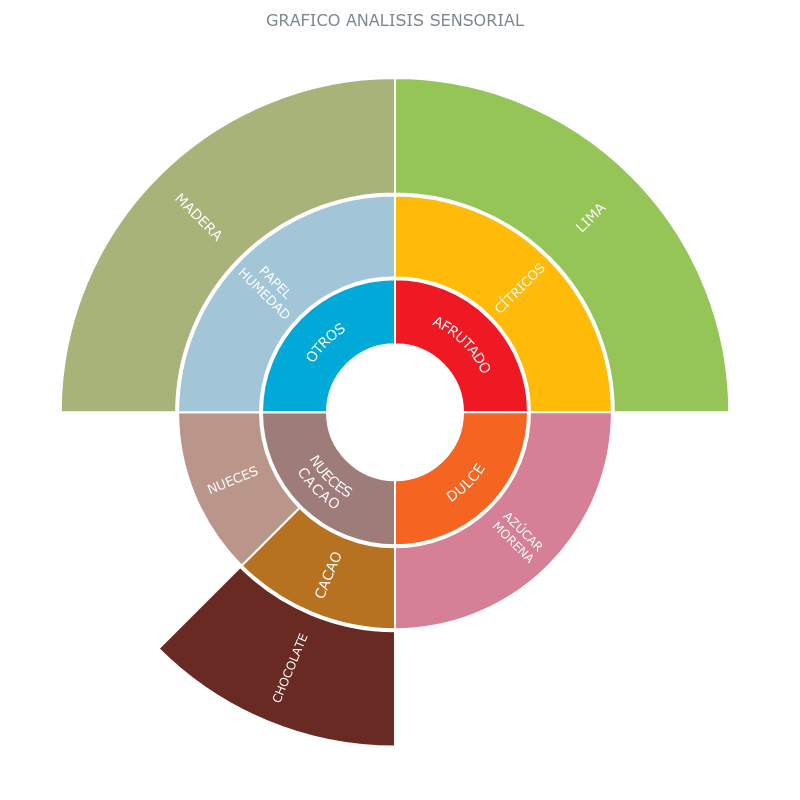 GRAFICO ANALISIS SENSORIAL
MADERA
LIMA
PAPEL
HUMEDAD
CÍTRICOS
OTROS
AFRUTADO
NUECES
NUECES
CACAO
DULCE
AZÚCAR
MORENA
CACAO
CHOCOLATE